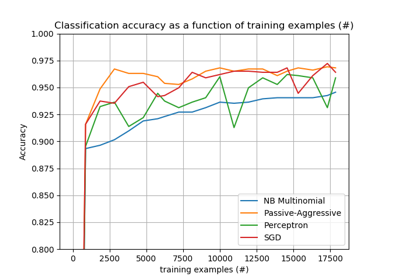 Classification accuracy as a function of training examples (#)
1.000
0.975
0.950
0.925
0.900
0.875
0.850
0.825
0.800
Accuracy
NB Multinomial
Passive-Aggressive
Perceptron
SGD
0 2500 5000 7500 10000 12500 15000 17500
training examples (#)